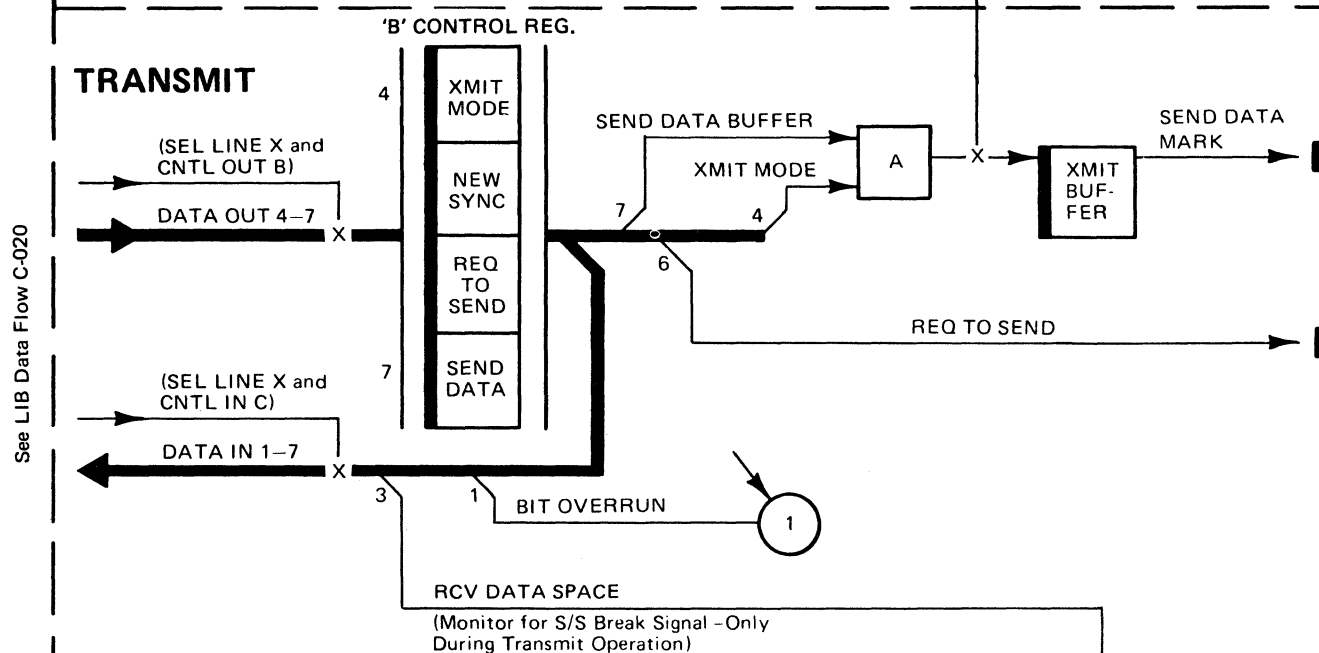 'B' CONTROL REG.
TRANSMIT
4
XMIT
MODE
SEND DATA BUFFER
SEND DATA
MARK
(SEL LINE X and
CNTL OUT B)
XMIT MODE
A
X
XMIT
BUF-
FER
NEW
SYNC
DATA OUT 4–7
X
7
4
6
REQ
TO
SEND
REQ TO SEND
See LIB Data Flow C-020
7
SEND
DATA
(SEL LINE X and
CNTL IN C)
DATA IN 1–7
X
3
1
BIT OVERRUN
1
RCV DATA SPACE
(Monitor for S/S Break Signal –Only
During Transmit Operation)